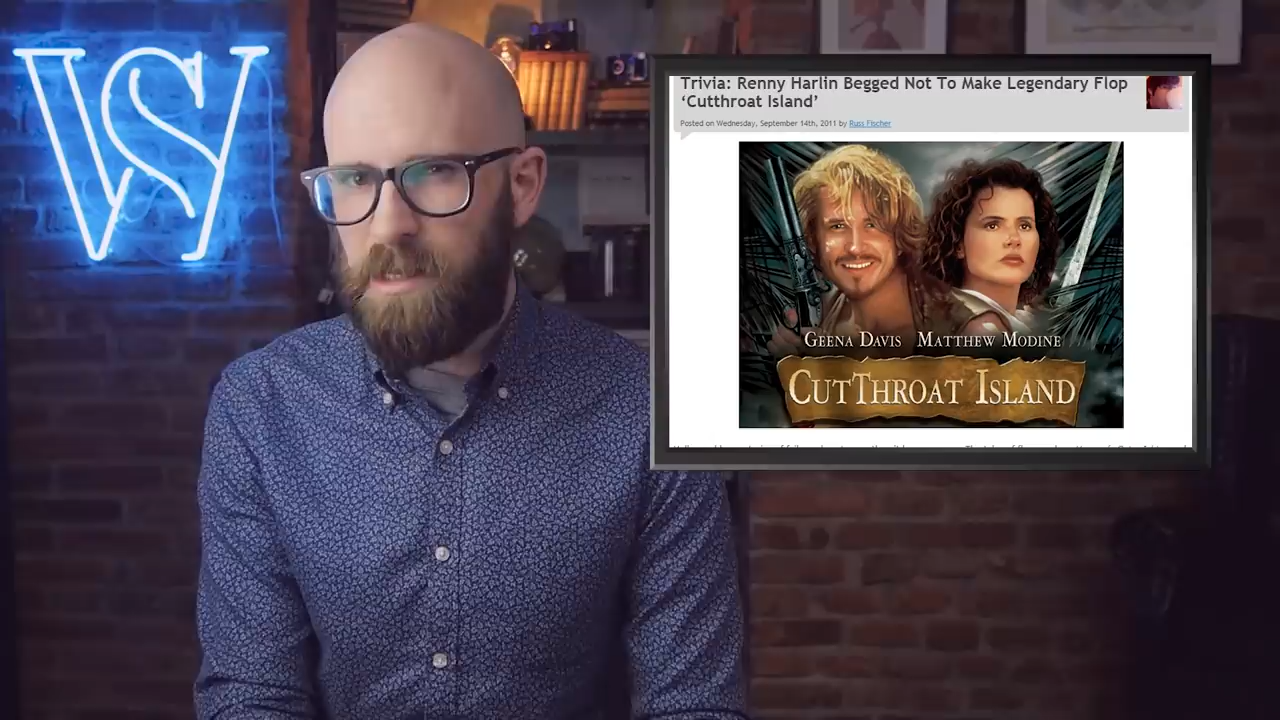 WS
Trivia: Renny Harlin Begged Not To Make Legendary Flop
‘Cutthroat Island’
Posted on Wednesday, September 14th, 2011 by Russ Fischer
GEENA DAVIS MATTHEW MODINE
CUTTHROAT ISLAND